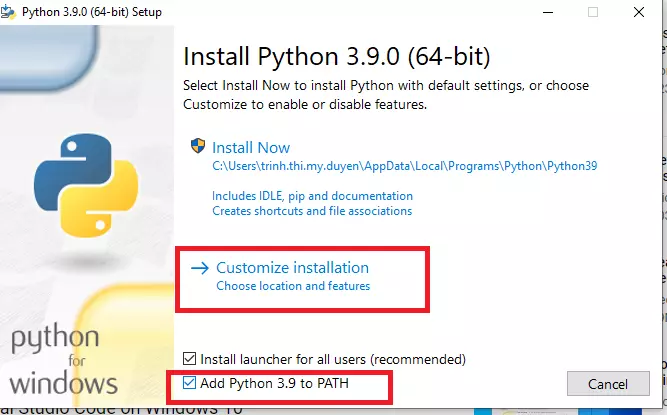 Python 3.9.0 (64-bit) Setup
Install Python 3.9.0 (64-bit)
Select Install Now to install Python with default settings, or choose
Customize to enable or disable features.
Install Now
C:\Users\trinh.thi.my.duyen\AppData\Local\Programs\Python\Python39
Includes IDLE, pip and documentation
Creates shortcuts and file associations
Customize installation
Choose location and features
python
for
windows
Install launcher for all users (recommended)
Add Python 3.9 to PATH
Cancel
al Studio Code on Windows 10